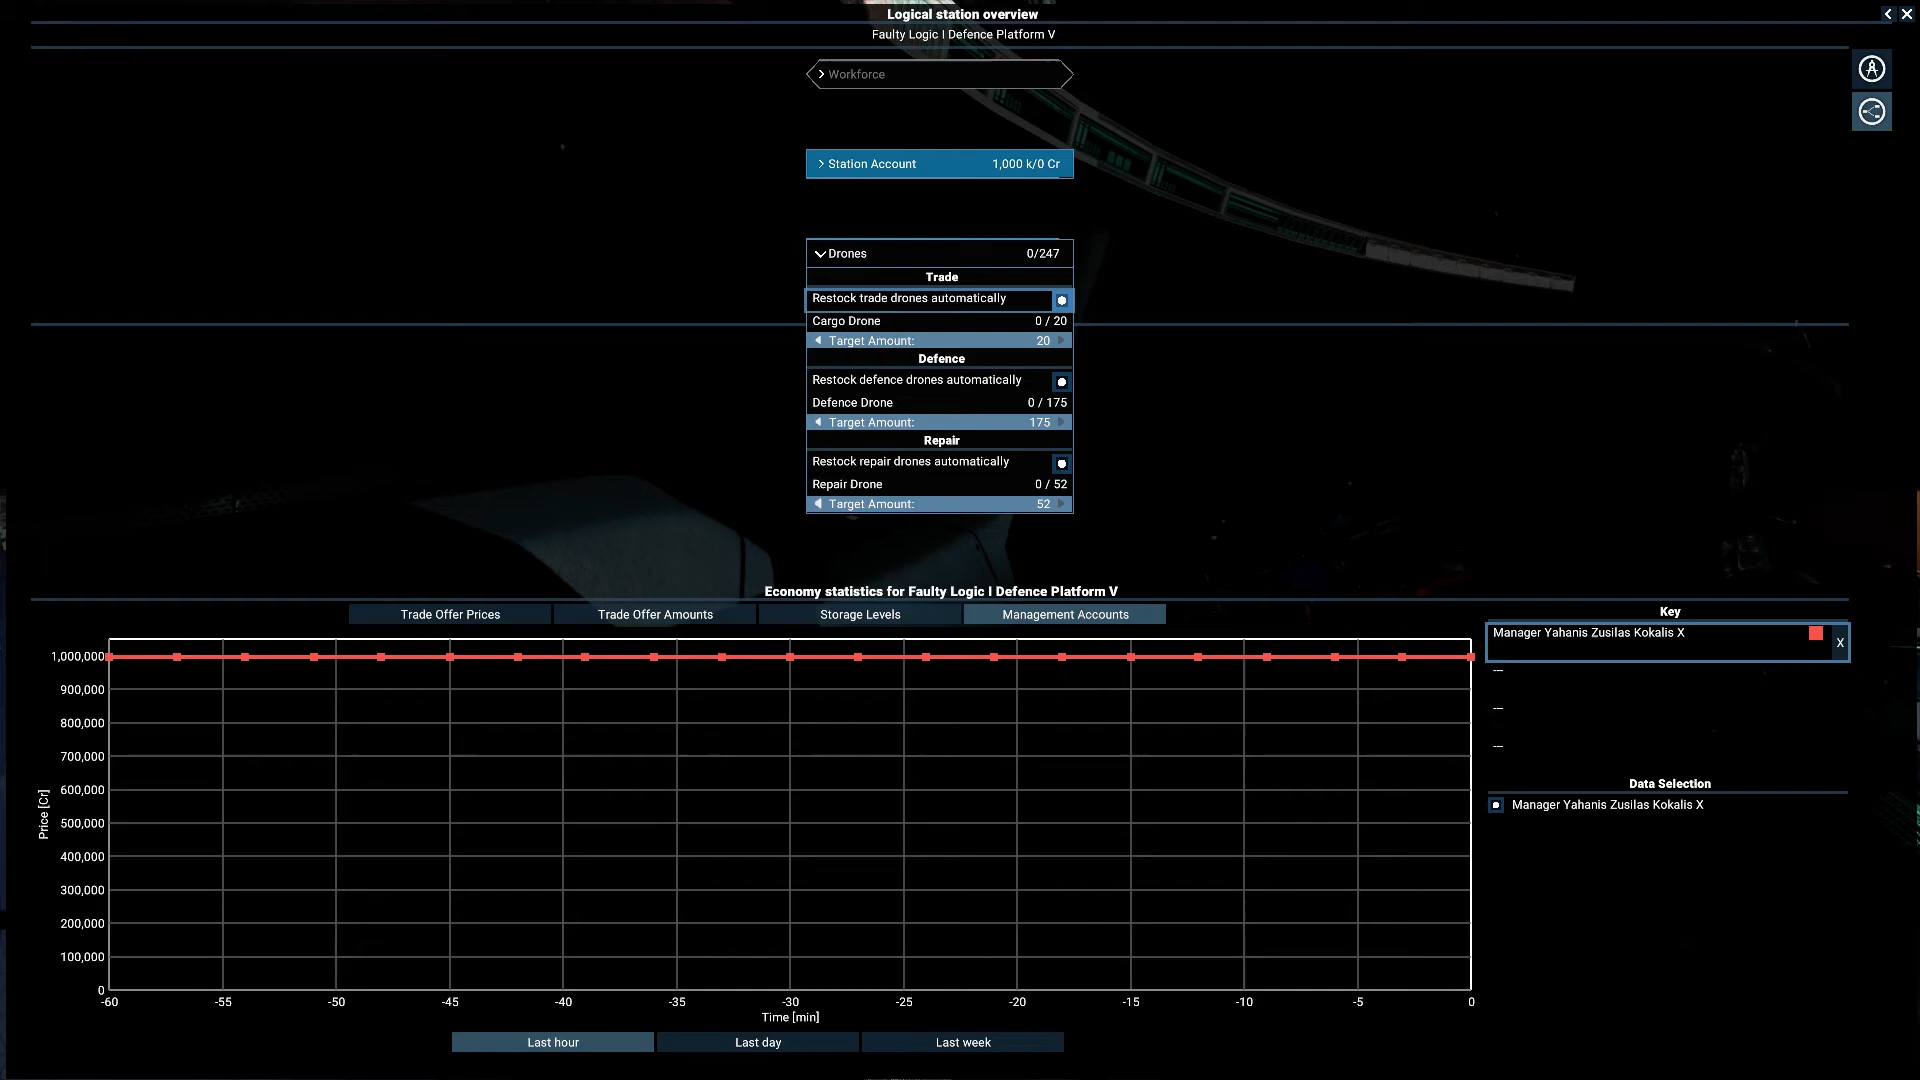 Logical station overview
Faulty Logic I Defence Platform V
Workforce
Station Account 1,000 k/0 Cr
Drones 0/247
Trade
Restock trade drones automatically
Cargo Drone 0 / 20
Target Amount: 20
Defence
Restock defence drones automatically
Defence Drone 0 / 175
Target Amount: 175
Repair
Restock repair drones automatically
Repair Drone 0 / 52
Target Amount: 52
Economy statistics for Faulty Logic I Defence Platform V
Trade Offer Prices Trade Offer Amounts Storage Levels Management Accounts
Key
Manager Yahanis Zusilas Kokalis X
X
---
---
---
Data Selection
Manager Yahanis Zusilas Kokalis X
1,000,000
900,000
800,000
700,000
600,000
500,000
400,000
300,000
200,000
100,000
0
Price [Cr]
-60 -55 -50 -45 -40 -35 -30 -25 -20 -15 -10 -5 0
Time [min]
Last hour Last day Last week